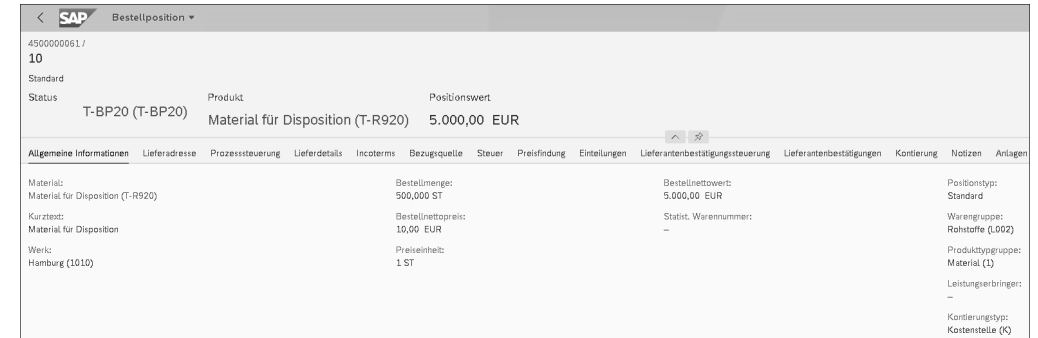 SAP Bestellposition
4500000061 /
10
Standard
Status
T-BP20 (T-BP20)
Produkt
Material für Disposition (T-R920)
Positionswert
5.000,00 EUR
Allgemeine Informationen Lieferadresse Prozesssteuerung Lieferdetails Incoterms Bezugsquelle Steuer Preisfindung Einteilungen Lieferantenbestätigungssteuerung Lieferantenbestätigungen Kontierung Notizen Anlagen
Material:
Material für Disposition (T-R920)
Kurztext:
Material für Disposition
Werk:
Hamburg (1010)
Bestellmenge:
500,000 ST
Bestellnettopreis:
10,00 EUR
Preiseinheit:
1 ST
Bestellnettowert:
5.000,00 EUR
Statist. Warennummer:
–
Positionstyp:
Standard
Warengruppe:
Rohstoffe (L002)
Produkttypgruppe:
Material (1)
Leistungserbringer:
–
Kontierungstyp:
Kostenstelle (K)